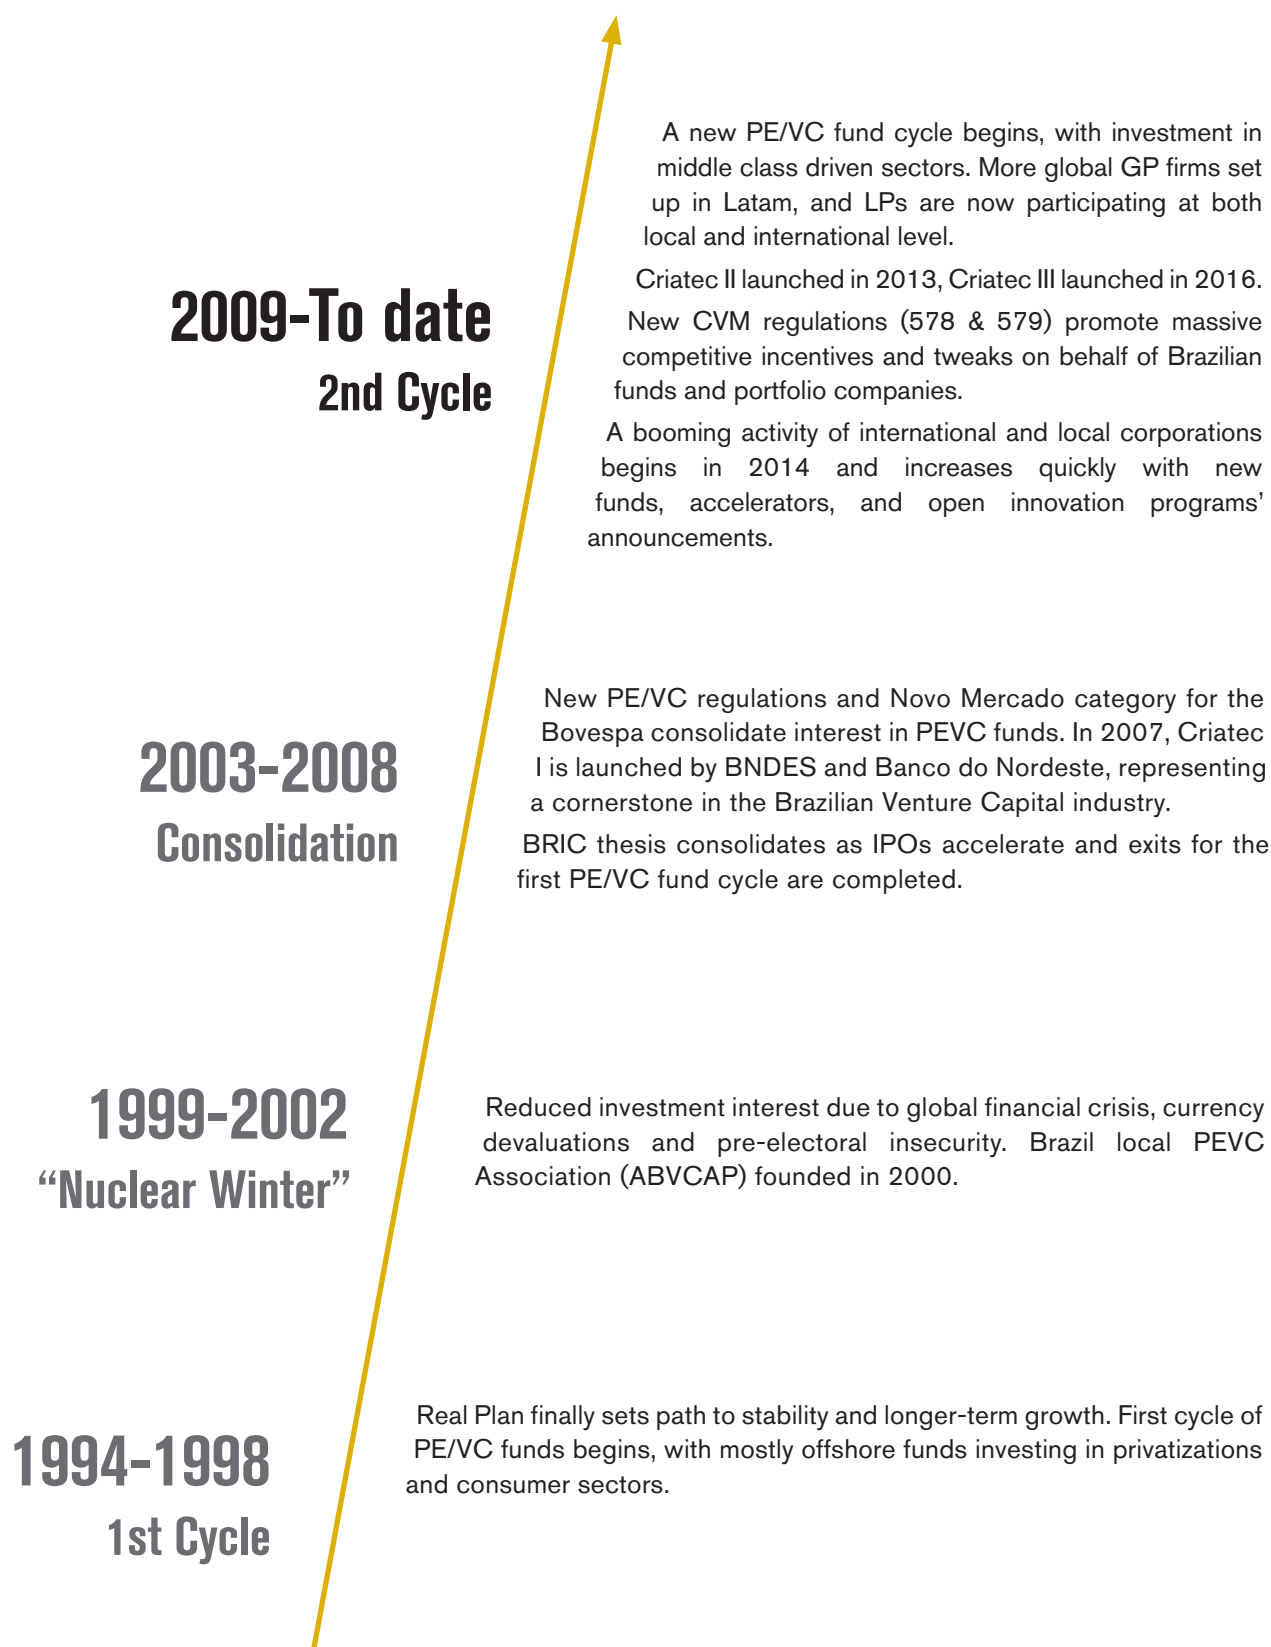 2009-To date
2nd Cycle
A new PE/VC fund cycle begins, with investment in
middle class driven sectors. More global GP firms set
up in Latam, and LPs are now participating at both
local and international level.
Criatec II launched in 2013, Criatec III launched in 2016.
New CVM regulations (578 & 579) promote massive
competitive incentives and tweaks on behalf of Brazilian
funds and portfolio companies.
A booming activity of international and local corporations
begins in 2014 and increases quickly with new
funds, accelerators, and open innovation programs’
announcements.
2003-2008
Consolidation
New PE/VC regulations and Novo Mercado category for the
Bovespa consolidate interest in PEVC funds. In 2007, Criatec
I is launched by BNDES and Banco do Nordeste, representing
a cornerstone in the Brazilian Venture Capital industry.
BRIC thesis consolidates as IPOs accelerate and exits for the
first PE/VC fund cycle are completed.
1999-2002
“Nuclear Winter”
Reduced investment interest due to global financial crisis, currency
devaluations and pre-electoral insecurity. Brazil local PEVC
Association (ABVCAP) founded in 2000.
1994-1998
1st Cycle
Real Plan finally sets path to stability and longer-term growth. First cycle of
PE/VC funds begins, with mostly offshore funds investing in privatizations
and consumer sectors.